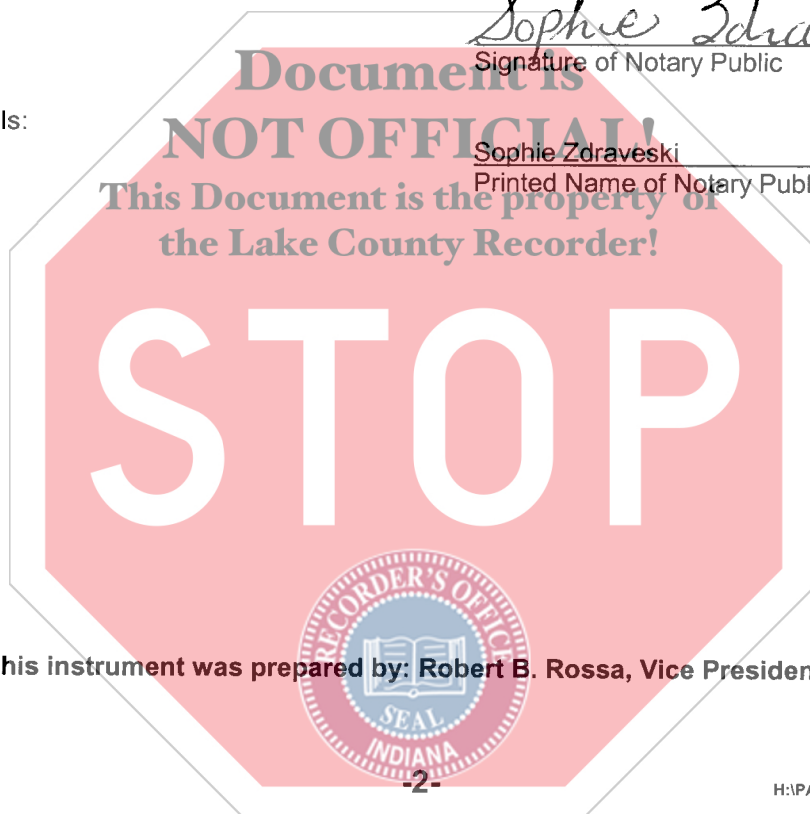 Sophie Zdra
Document is
Signature of Notary Public
ls:
NOT OFFICIAL!
Sophie Zdraveski
This Document is the property of
Printed Name of Notary Publ
the Lake County Recorder!
STOP
RECORDER'S OFFICE
his instrument was prepared by: Robert B. Rossa, Vice Presiden
SEAL
INDIANA
-2-
H:\PA